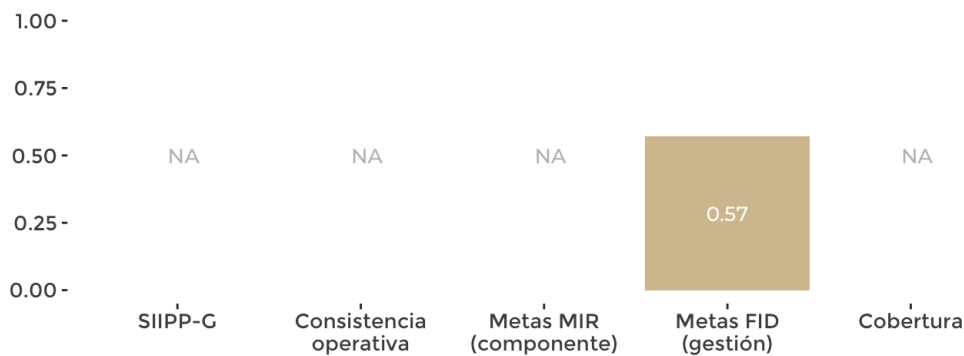 1.00
0.75
0.50
0.25
0.00
NA
NA
NA
0.57
NA
SIIPP-G
Consistencia
operativa
Metas MIR
(componente)
Metas FID
(gestión)
Cobertura